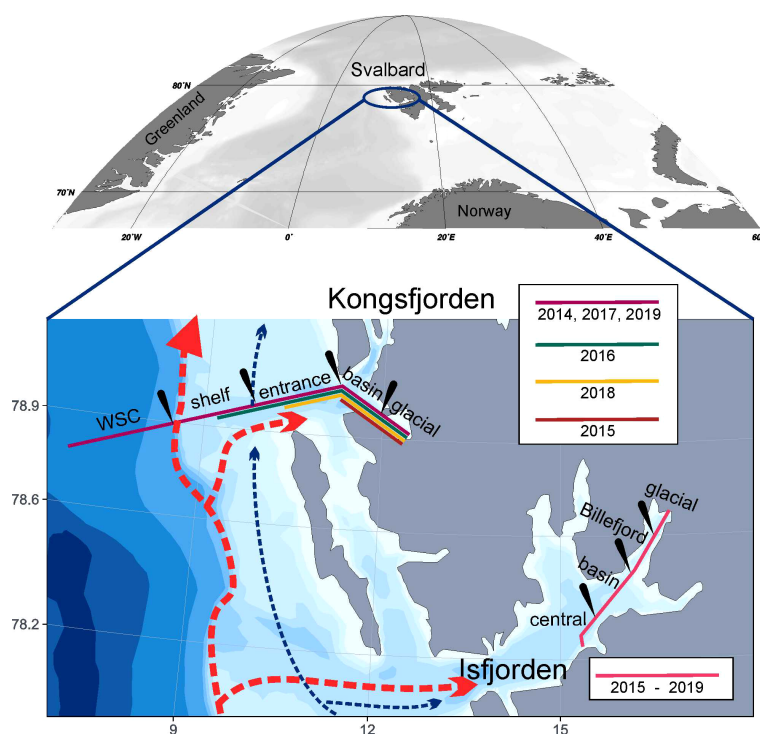 Svalbard
80°N
Greenland
70°N
Norway
20°W
0°
20°E
40°E
60
Kongsfjorden
2014, 2017, 2019
2016
2018
2015
WSC
shelf
entrance
basin
glacial
78.9
78.6
78.2
glacial
Billefjord
basin
central
Isfjorden
2015 - 2019
9
12
15